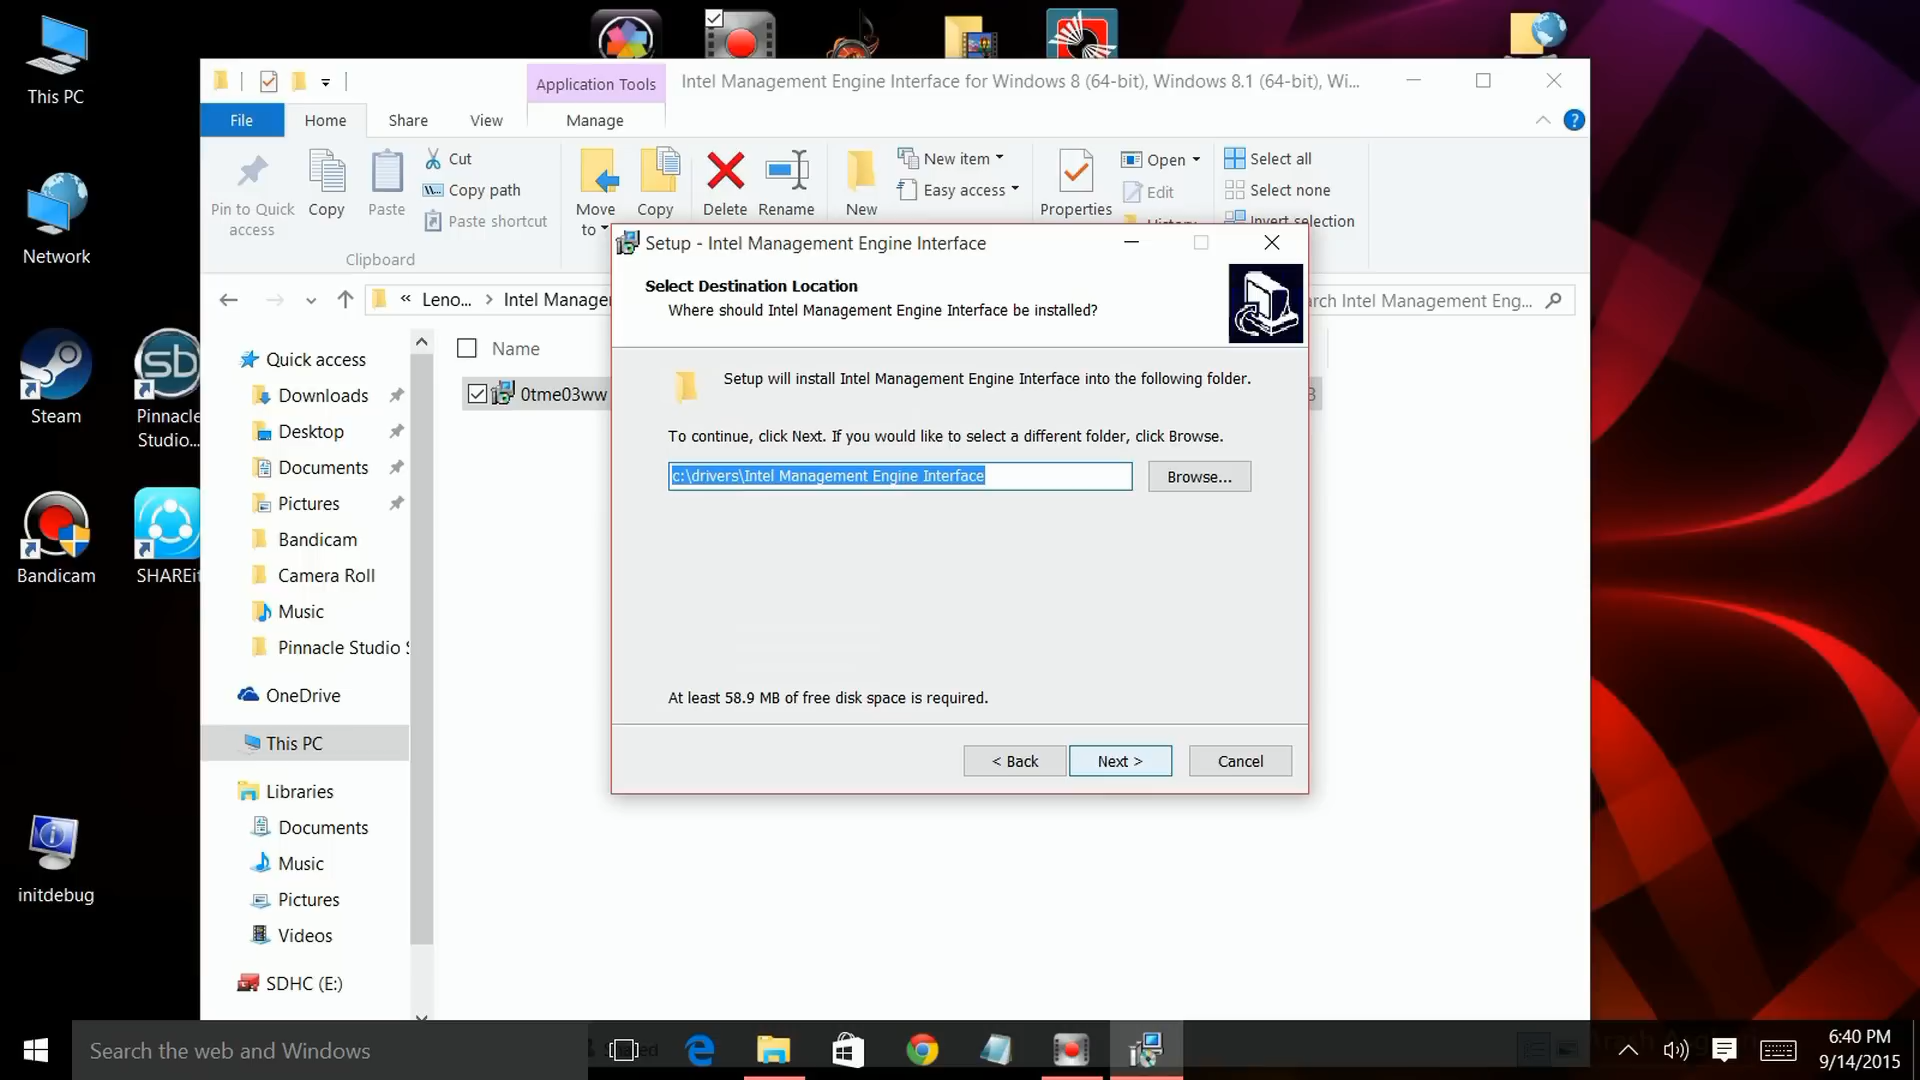 This PC
Network
Steam
Pinnacle
Studio...
Bandicam
SHAREit
initdebug
Application Tools
Intel Management Engine Interface for Windows 8 (64-bit), Windows 8.1 (64-bit), Wi...
File
Home
Share
View
Manage
Pin to Quick
access
Copy
Paste
Cut
Copy path
Paste shortcut
Clipboard
Move
to
Copy
Delete
Rename
New
New item
Easy access
Properties
Open
Edit
History
Select all
Select none
Invert selection
« Leno... > Intel Manage
rch Intel Management Eng...
Quick access
Downloads
Desktop
Documents
Pictures
Bandicam
Camera Roll
Music
Pinnacle Studio
OneDrive
This PC
Libraries
Documents
Music
Pictures
Videos
SDHC (E:)
Name
0tme03ww
Setup - Intel Management Engine Interface
Select Destination Location
Where should Intel Management Engine Interface be installed?
Setup will install Intel Management Engine Interface into the following folder.
To continue, click Next. If you would like to select a different folder, click Browse.
c:\drivers\Intel Management Engine Interface
Browse...
At least 58.9 MB of free disk space is required.
< Back
Next >
Cancel
Search the web and Windows
6:40 PM
9/14/2015